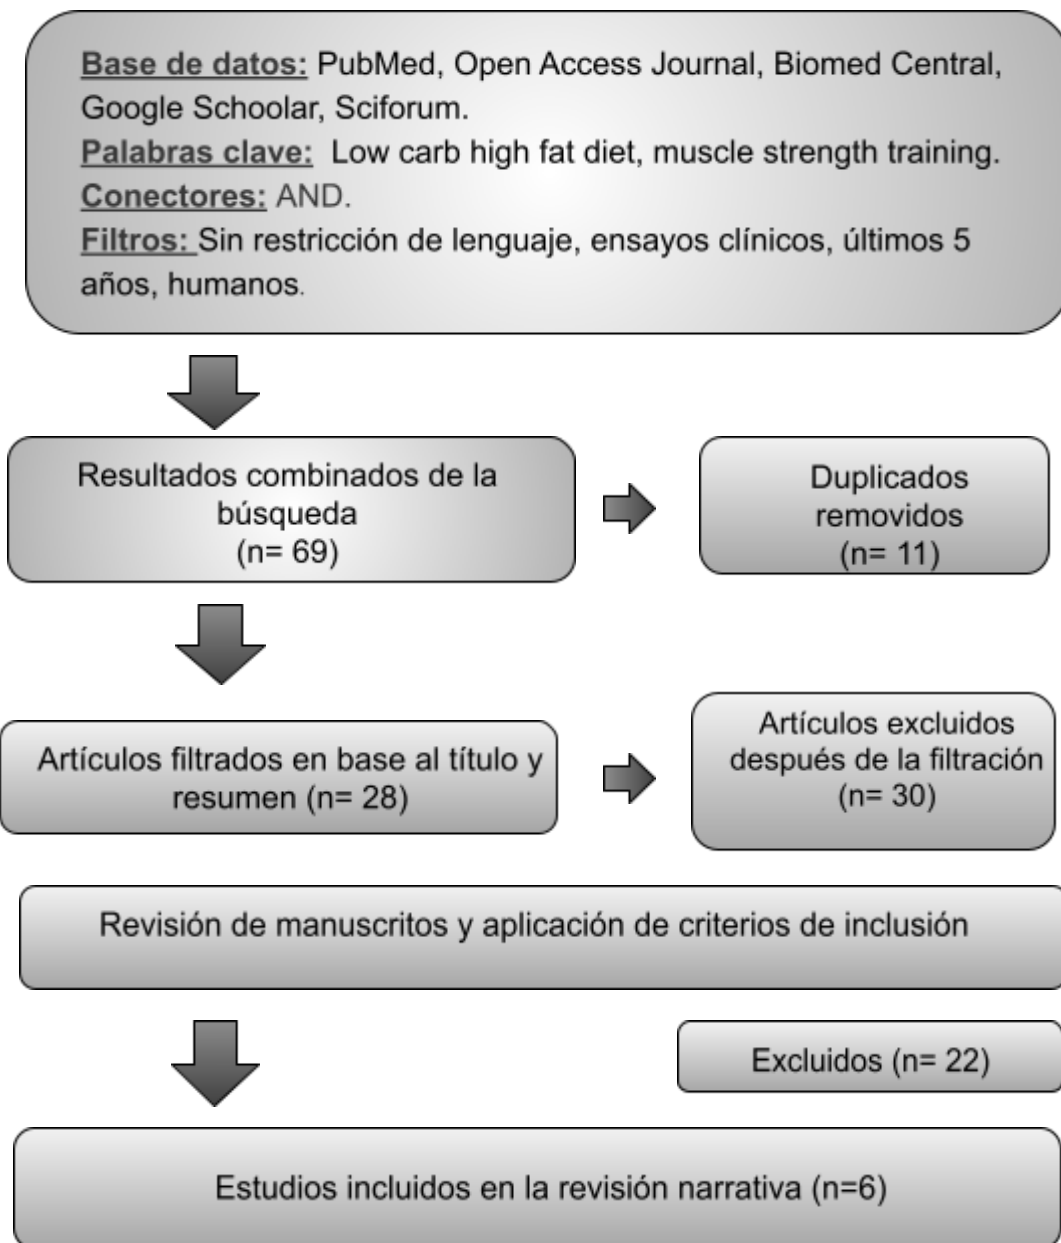 Base de datos: PubMed, Open Access Journal, Biomed Central,
Google Schoolar, Sciforum.
Palabras clave: Low carb high fat diet, muscle strength training.
Conectores: AND.
Filtros: Sin restricción de lenguaje, ensayos clínicos, últimos 5
años, humanos.
Resultados combinados de la
búsqueda
(n= 69)
Duplicados
removidos
(n= 11)
Artículos filtrados en base al título y
resumen (n= 28)
Artículos excluidos
después de la filtración
(n= 30)
Revisión de manuscritos y aplicación de criterios de inclusión
Excluidos (n= 22)
Estudios incluidos en la revisión narrativa (n=6)